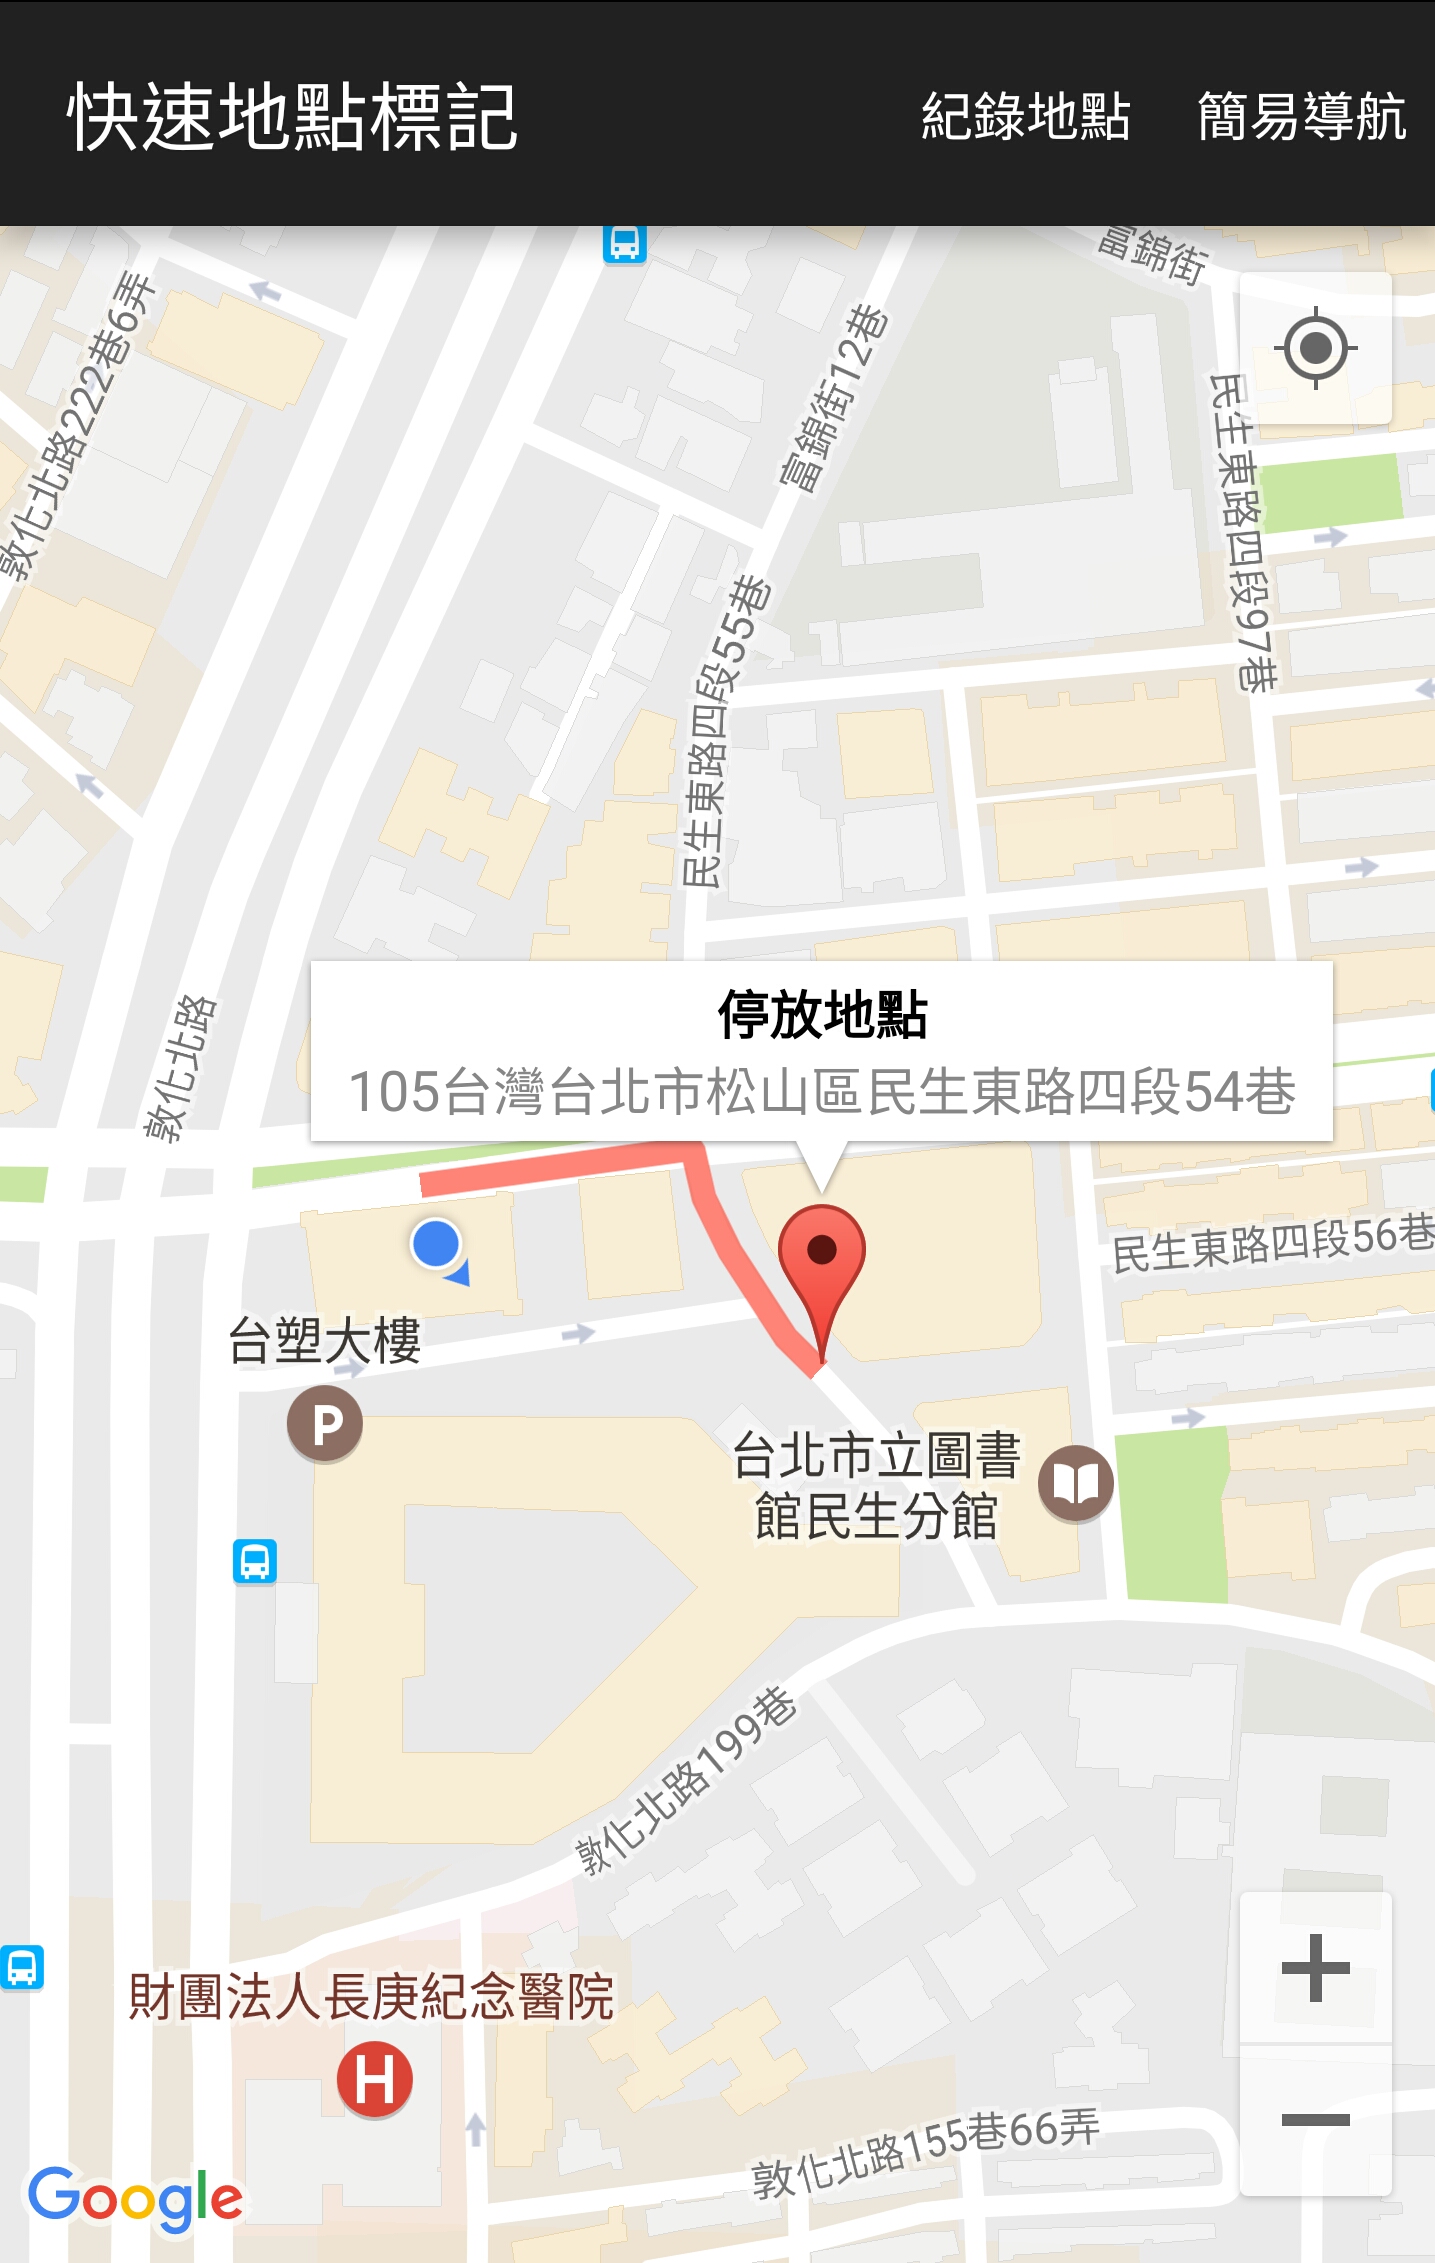 快速地點標記
紀錄地點
簡易導航
富錦街
敦化北路222巷6弄
富錦街12巷
民生東路四段97巷
民生東路四段55巷
停放地點
105台灣台北市松山區民生東路四段54巷
敦化北路
民生東路四段56巷
台塑大樓
P
台北市立圖書
館民生分館
敦化北路199巷
財團法人長庚紀念醫院
H
敦化北路155巷66弄
Google